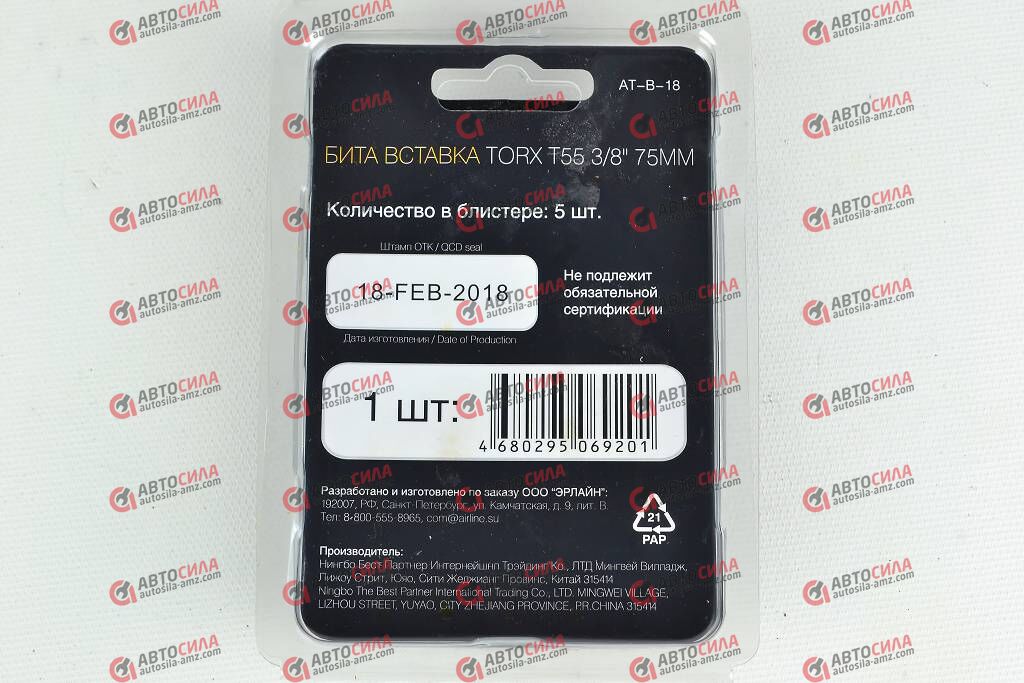 AT-B-18
БИТА ВСТАВКА TORX T55 3/8" 75ММ
Количество в блистере: 5 шт.
Штамп ОТК / QCD seal
18-FEB-2018
Дата изготовления / Date of Production
Не подлежит
обязательной
сертификации
1 шт:
4 680295 069201
Разработано и изготовлено по заказу ООО "ЭРЛАЙН":
192007, РФ, Санкт-Петербург, ул. Камчатская, д. 9, лит. В.
Тел: 8-800-555-8965, com@airline.su
21
PAP
Производитель:
Нингбо Бест Партнер Интернейшнл Трэйдинг Ко., ЛТД, Мингвей Вилладж,
Лижоу Стрит, Юяо, Сити Жеджианг Провинс, Китай 315414
Ningbo The Best Partner International Trading Co., LTD. MINGWEI VILLAGE,
LIZHOU STREET, YUYAO, CITY ZHEJIANG PROVINCE, P.R.CHINA 315414
АВТОСИЛА
autosila-amz.com